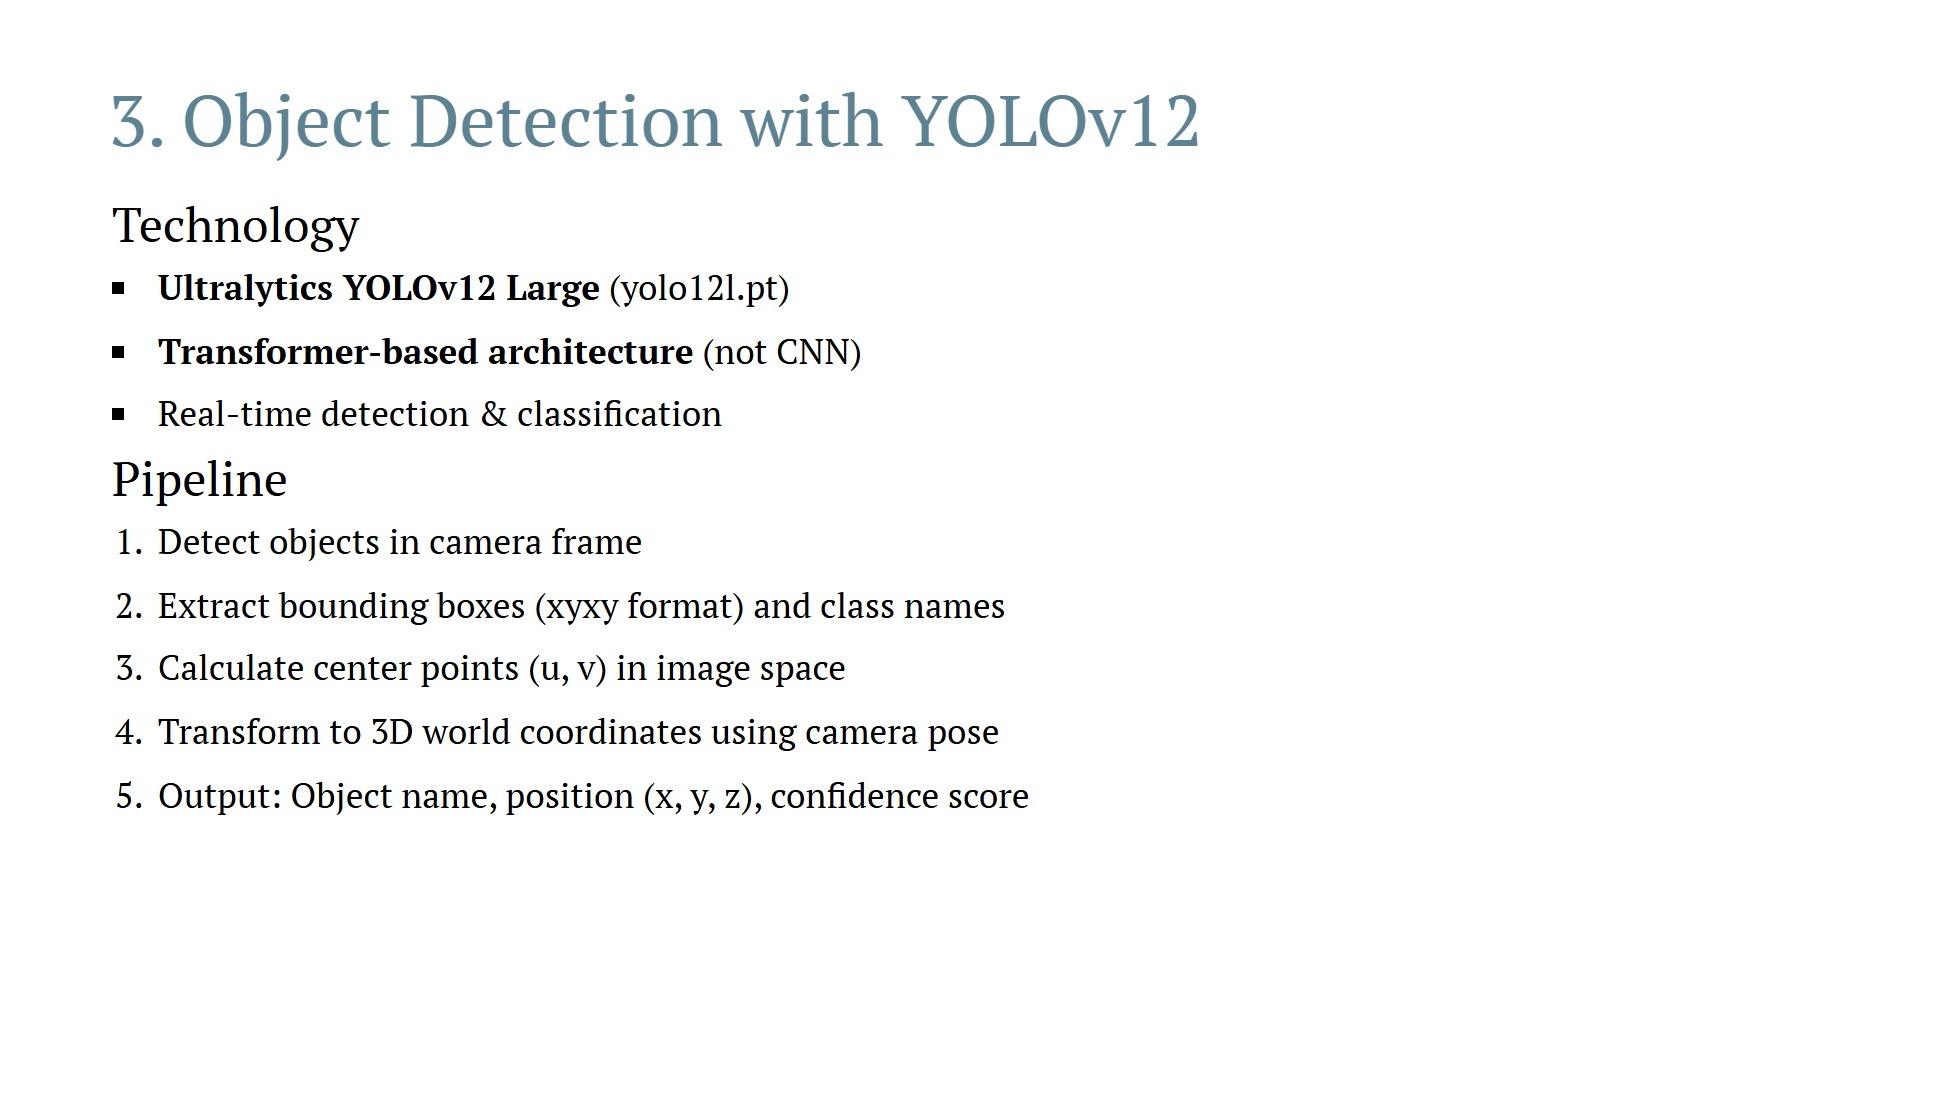 3. Object Detection with YOLOv12
Technology
▪ Ultralytics YOLOv12 Large (yolo12l.pt)
▪ Transformer-based architecture (not CNN)
▪ Real-time detection & classification
Pipeline
1. Detect objects in camera frame
2. Extract bounding boxes (xyxy format) and class names
3. Calculate center points (u, v) in image space
4. Transform to 3D world coordinates using camera pose
5. Output: Object name, position (x, y, z), confidence score